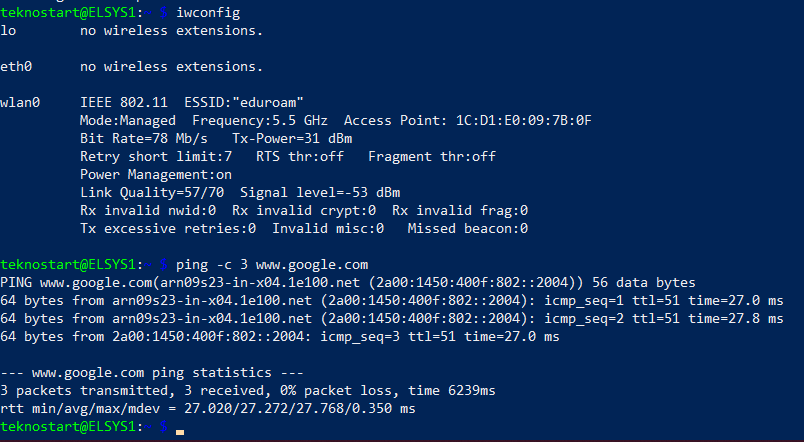 teknostart@ELSYS1:~ $ iwconfig
lo        no wireless extensions.
eth0      no wireless extensions.
wlan0     IEEE 802.11  ESSID:"eduroam"
          Mode:Managed  Frequency:5.5 GHz  Access Point: 1C:D1:E0:09:7B:0F
          Bit Rate=78 Mb/s   Tx-Power=31 dBm
          Retry short limit:7   RTS thr:off   Fragment thr:off
          Power Management:on
          Link Quality=57/70  Signal level=-53 dBm
          Rx invalid nwid:0  Rx invalid crypt:0  Rx invalid frag:0
          Tx excessive retries:0  Invalid misc:0   Missed beacon:0
teknostart@ELSYS1:~ $ ping -c 3 www.google.com
PING www.google.com(arn09s23-in-x04.1e100.net (2a00:1450:400f:802::2004)) 56 data bytes
64 bytes from arn09s23-in-x04.1e100.net (2a00:1450:400f:802::2004): icmp_seq=1 ttl=51 time=27.0 ms
64 bytes from arn09s23-in-x04.1e100.net (2a00:1450:400f:802::2004): icmp_seq=2 ttl=51 time=27.8 ms
64 bytes from 2a00:1450:400f:802::2004: icmp_seq=3 ttl=51 time=27.0 ms
--- www.google.com ping statistics ---
3 packets transmitted, 3 received, 0% packet loss, time 6239ms
rtt min/avg/max/mdev = 27.020/27.272/27.768/0.350 ms
teknostart@ELSYS1:~ $